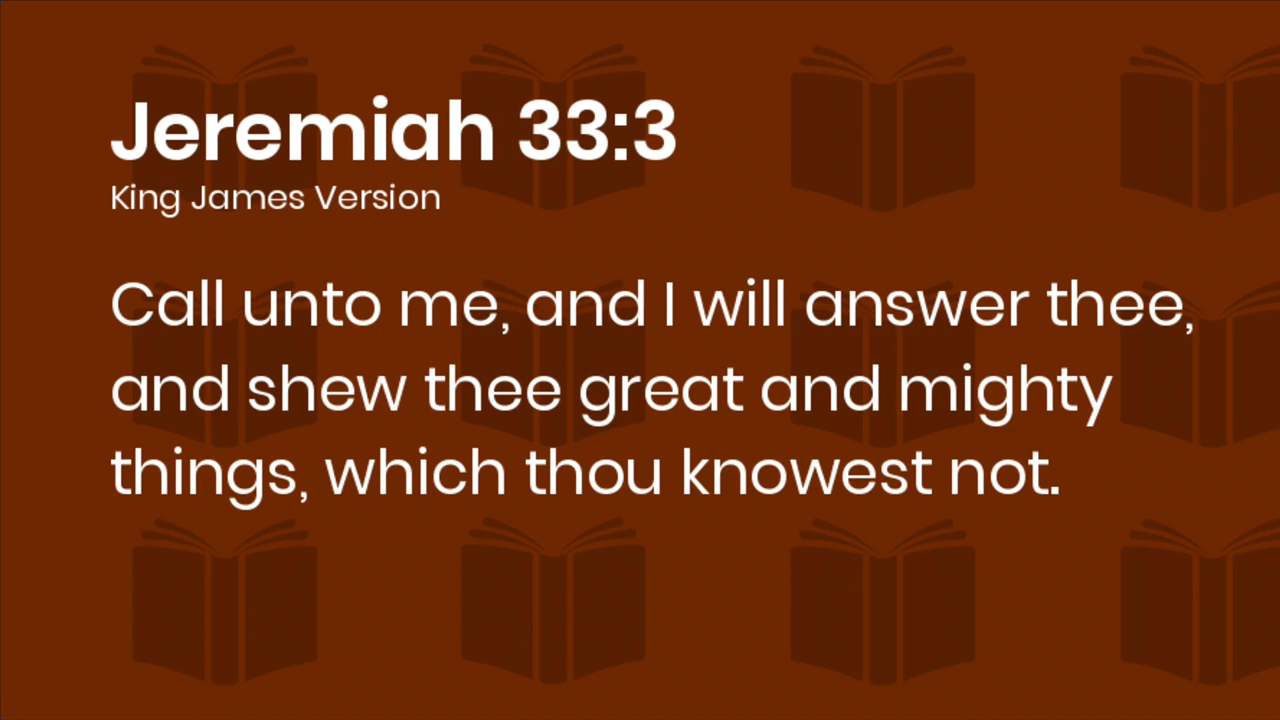 Jeremiah 33:3
King James Version
Call unto me, and I will answer thee,
and shew thee great and mighty
things, which thou knowest not.